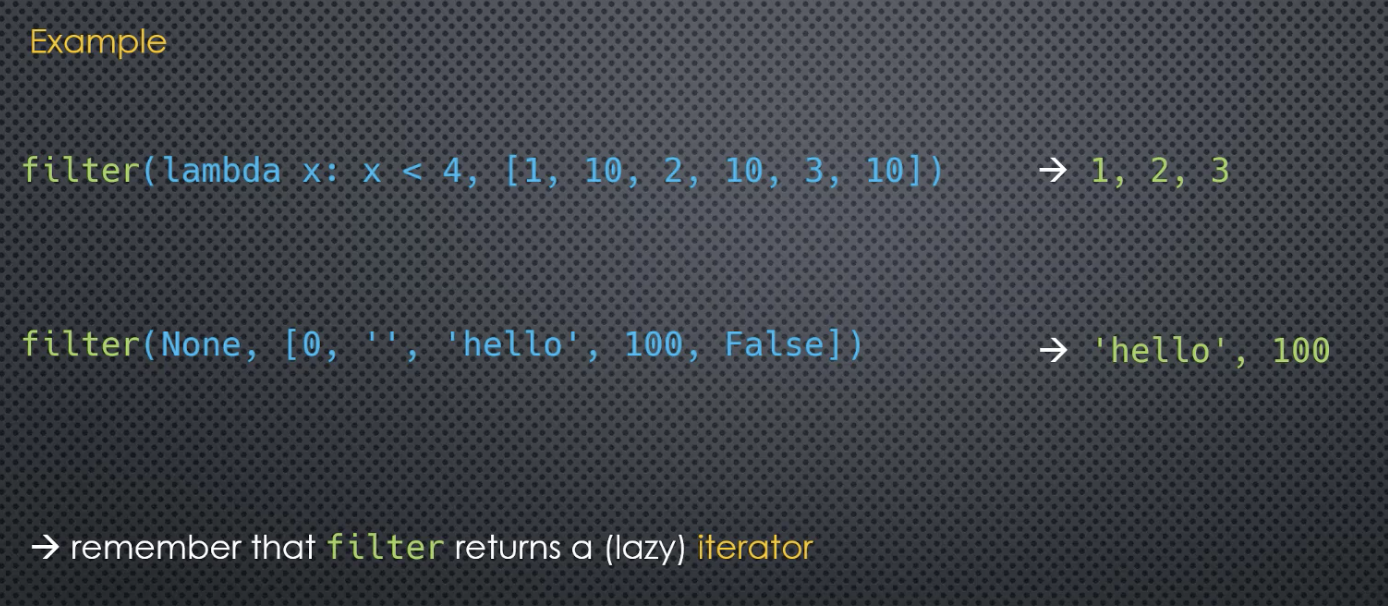 Example
filter(lambda x: x < 4, [1, 10, 2, 10, 3, 10]) → 1, 2, 3
filter(None, [0, '', 'hello', 100, False]) → 'hello', 100
→ remember that filter returns a (lazy) iterator